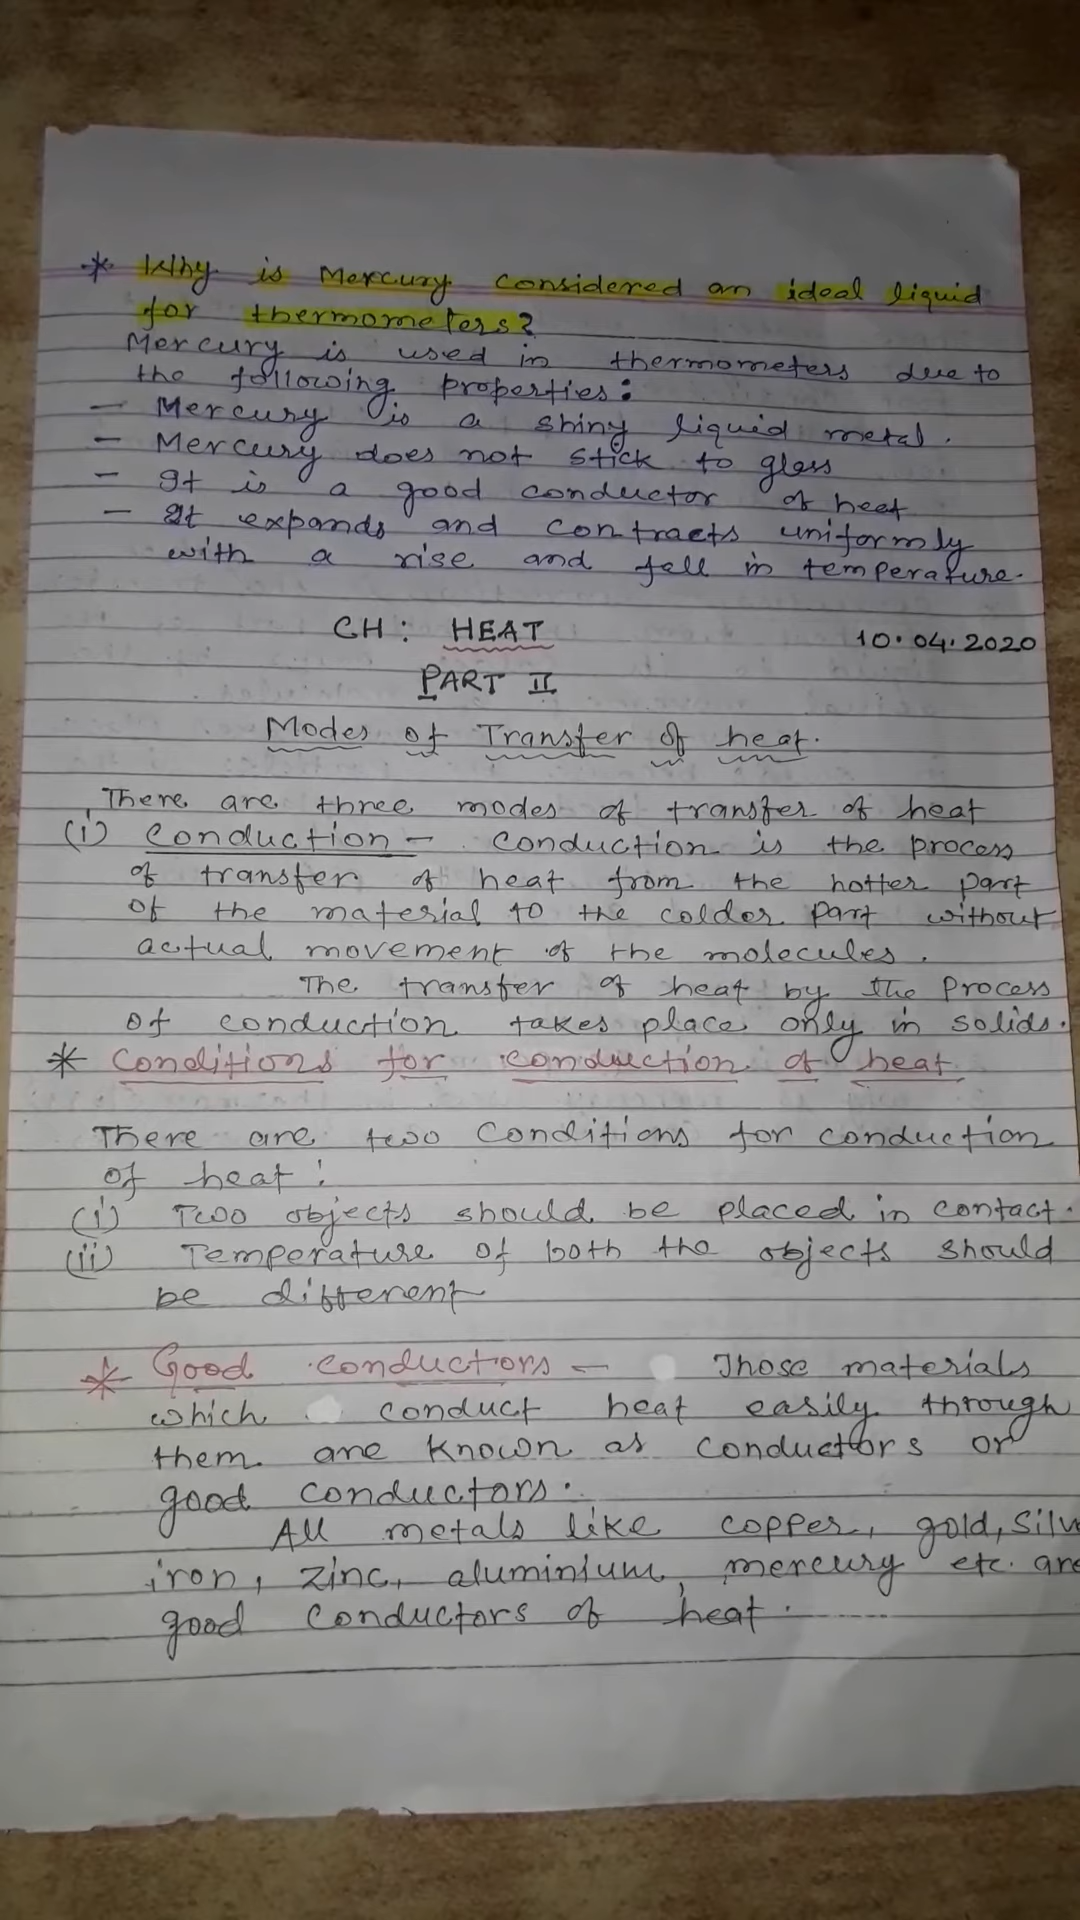 * Why is Mercury considered an ideal liquid
for thermometers?
Mercury is used in thermometers due to
the following properties:
- Mercury is a shiny liquid metal.
- Mercury does not stick to glass
- It is a good conductor of heat
- It expands and contracts uniformly
with a rise and fall in temperature.
CH: HEAT 10.04.2020
PART II
Modes of Transfer of heat.
There are three modes of transfer of heat
(i) Conduction - Conduction is the process
of transfer of heat from the hotter part
of the material to the colder part without
actual movement of the molecules.
The transfer of heat by the process
of conduction takes place only in solids.
* Conditions for conduction of heat
There are two conditions for conduction
of heat:
(i) Two objects should be placed in contact.
(ii) Temperature of both the objects should
be different
* Good conductors - Those materials
which conduct heat easily through
them are known as conductors or
good conductors.
All metals like copper, gold, silv
iron, zinc, aluminium, mercury etc. are
good conductors of heat.